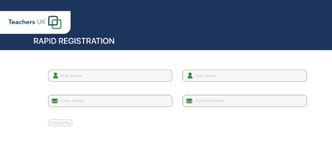 Teachers UK
RAPID REGISTRATION
First Name
Last Name
Enter Email
Confirm Email